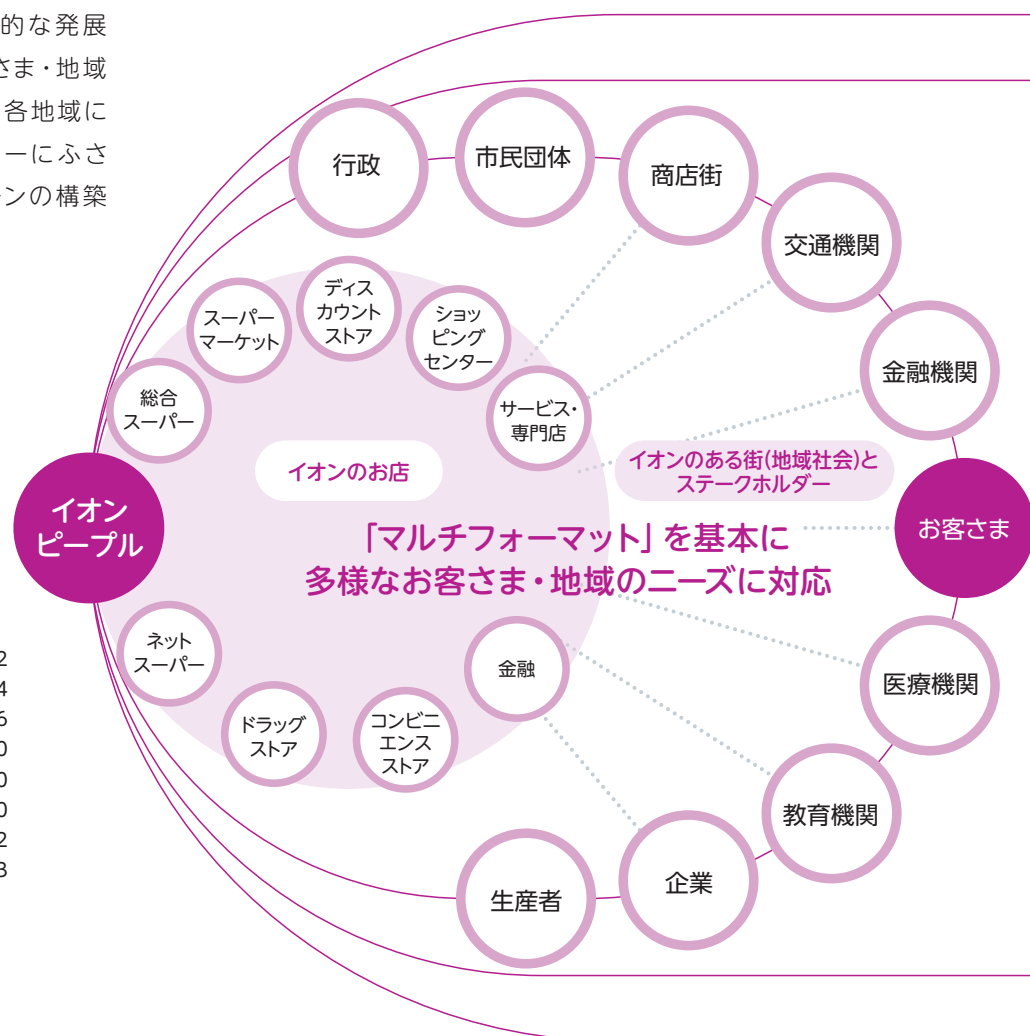 的な発展
さま・地域
各地域に
ーにふさ
ンの構築
行政
市民団体
商店街
交通機関
金融機関
お客さま
医療機関
教育機関
企業
生産者
イオン
ピープル
総合
スーパー
スーパー
マーケット
ディス
カウント
ストア
ショッ
ピング
センター
サービス・
専門店
イオンのお店
イオンのある街(地域社会)と
ステークホルダー
「マルチフォーマット」を基本に
多様なお客さま・地域のニーズに対応
ネット
スーパー
ドラッグ
ストア
コンビニ
エンス
ストア
金融
2
4
6
0
0
0
2
3